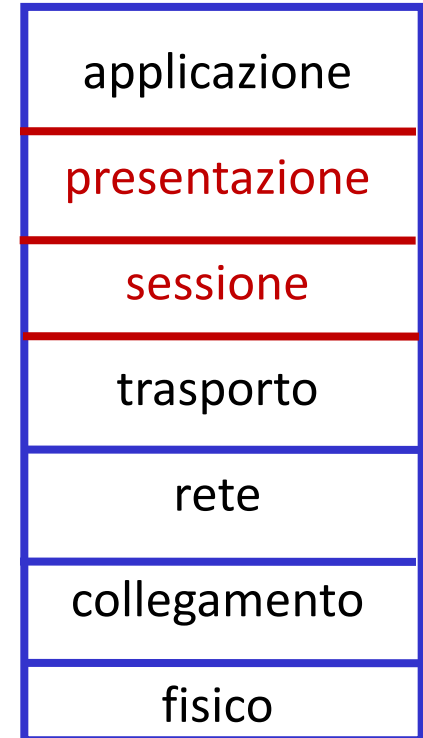 applicazione
presentazione
sessione
trasporto
rete
collegamento
fisico